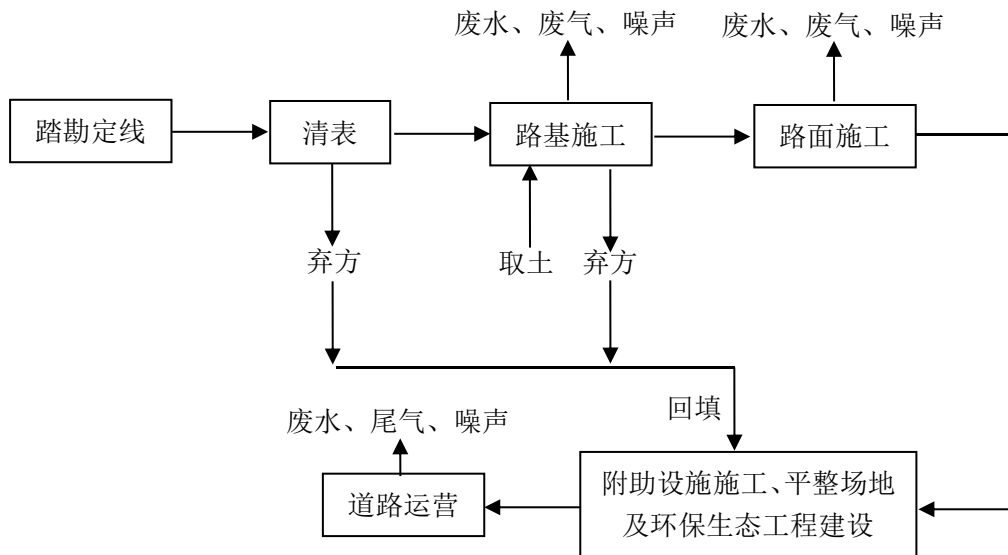 废水、废气、噪声
废水、废气、噪声
踏勘定线
清表
路基施工
路面施工
弃方
取土
弃方
回填
废水、尾气、噪声
道路运营
附助设施施工、平整场地
及环保生态工程建设